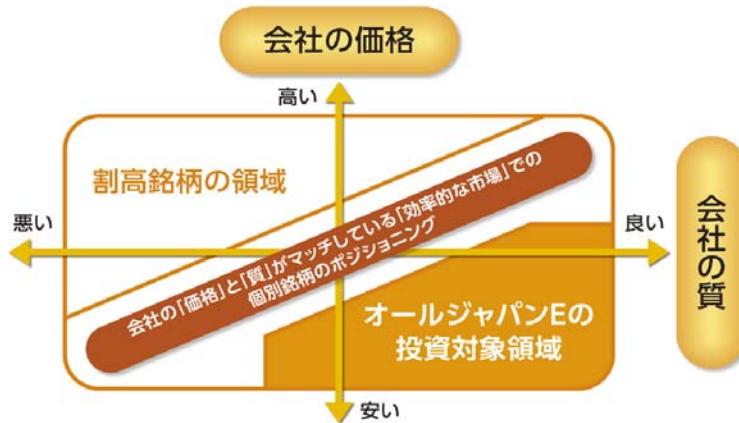 会社の価格
高い
割高銘柄の領域
会社の「価格」と「質」がマッチしている「効率的な市場」での
個別銘柄のポジショニング
悪い
良い
会社の質
オールジャパンEの
投資対象領域
安い